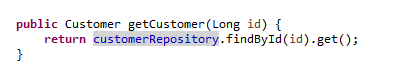 public Customer getCustomer(Long id) {
    return customerRepository.findById(id).get();
}